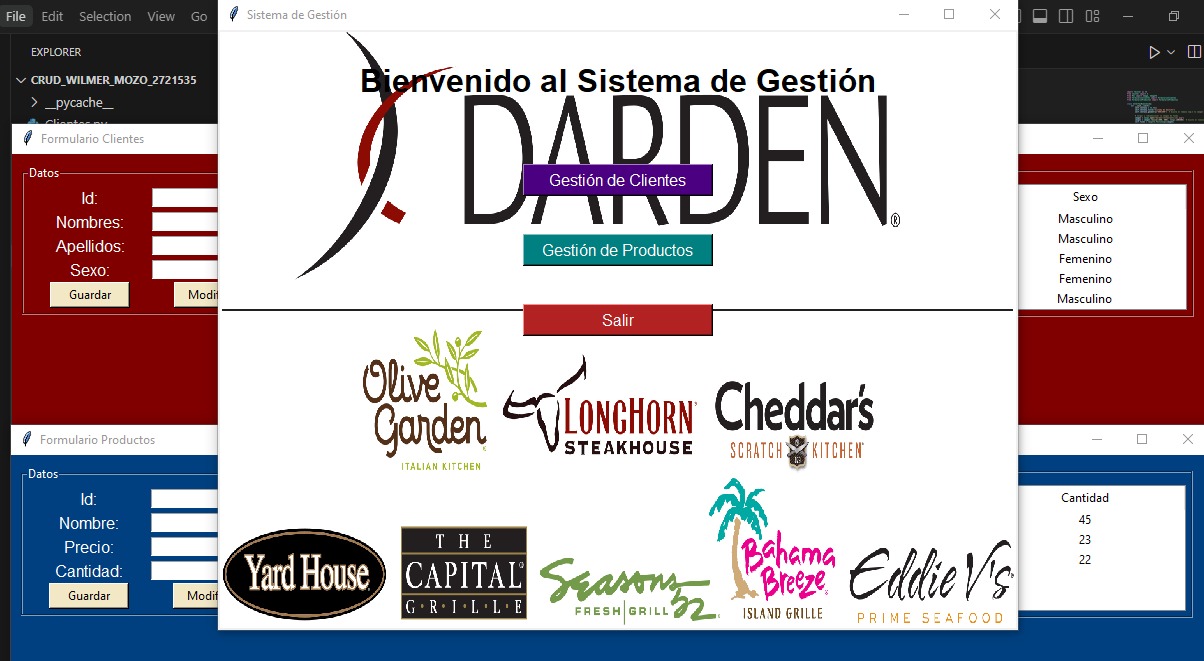 File Edit Selection View Go
Sistema de Gestión
EXPLORER
CRUD_WILMER_MOZO_2721535
__pycache__
Clientes.py
Bienvenido al Sistema de Gestión
DARDEN®
Gestión de Clientes
Gestión de Productos
Salir
Formulario Clientes
Datos
Id:
Nombres:
Apellidos:
Sexo:
Guardar
Modif
Sexo
Masculino
Masculino
Femenino
Femenino
Masculino
Olive
Garden
ITALIAN KITCHEN
LONGHORN
STEAKHOUSE
Cheddar's
SCRATCH KITCHEN
Formulario Productos
Datos
Id:
Nombre:
Precio:
Cantidad:
Guardar
Modif
Cantidad
45
23
22
YARD HOUSE
THE
CAPITAL
GRILLE
Seasons
52
FRESH GRILL
Bahama
Breeze
ISLAND GRILLE
Eddie V's
PRIME SEAFOOD